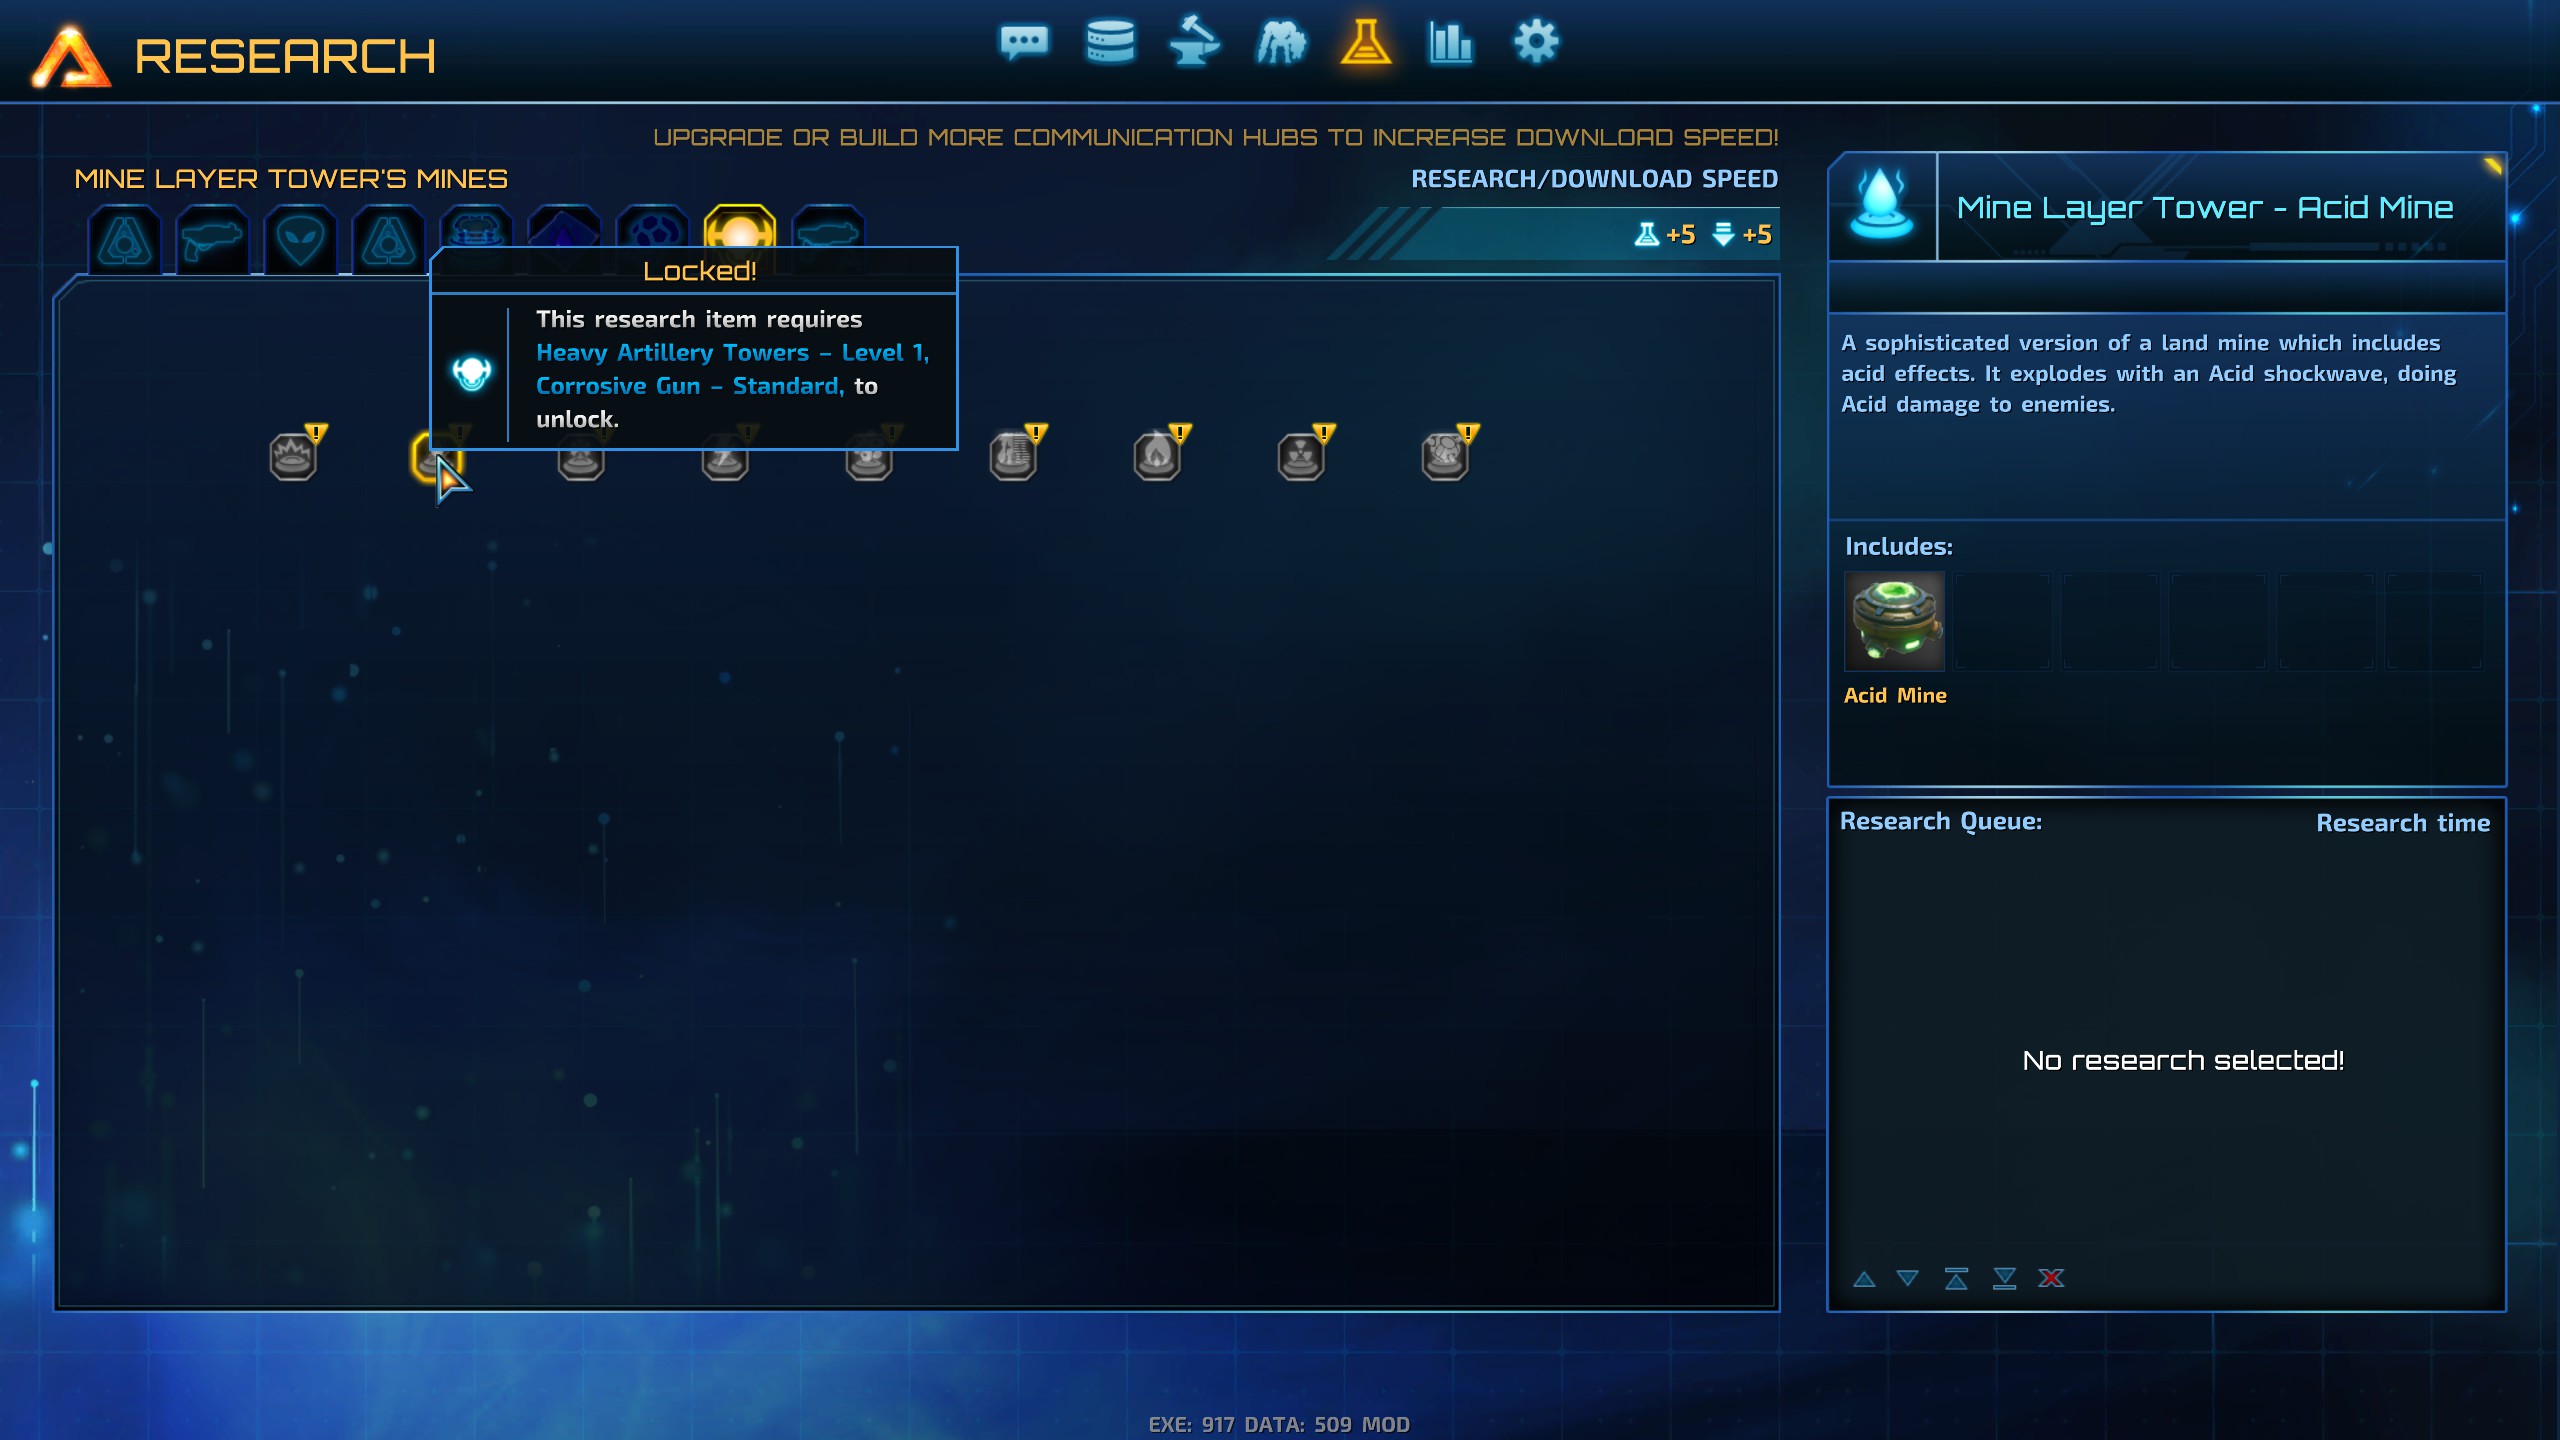 RESEARCH
UPGRADE OR BUILD MORE COMMUNICATION HUBS TO INCREASE DOWNLOAD SPEED!
MINE LAYER TOWER'S MINES
RESEARCH/DOWNLOAD SPEED
+5 +5
Locked!
This research item requires
Heavy Artillery Towers - Level 1,
Corrosive Gun - Standard, to
unlock.
Mine Layer Tower - Acid Mine
A sophisticated version of a land mine which includes
acid effects. It explodes with an Acid shockwave, doing
Acid damage to enemies.
Includes:
Acid Mine
Research Queue:
Research time
No research selected!
EXE: 917 DATA: 509 MOD